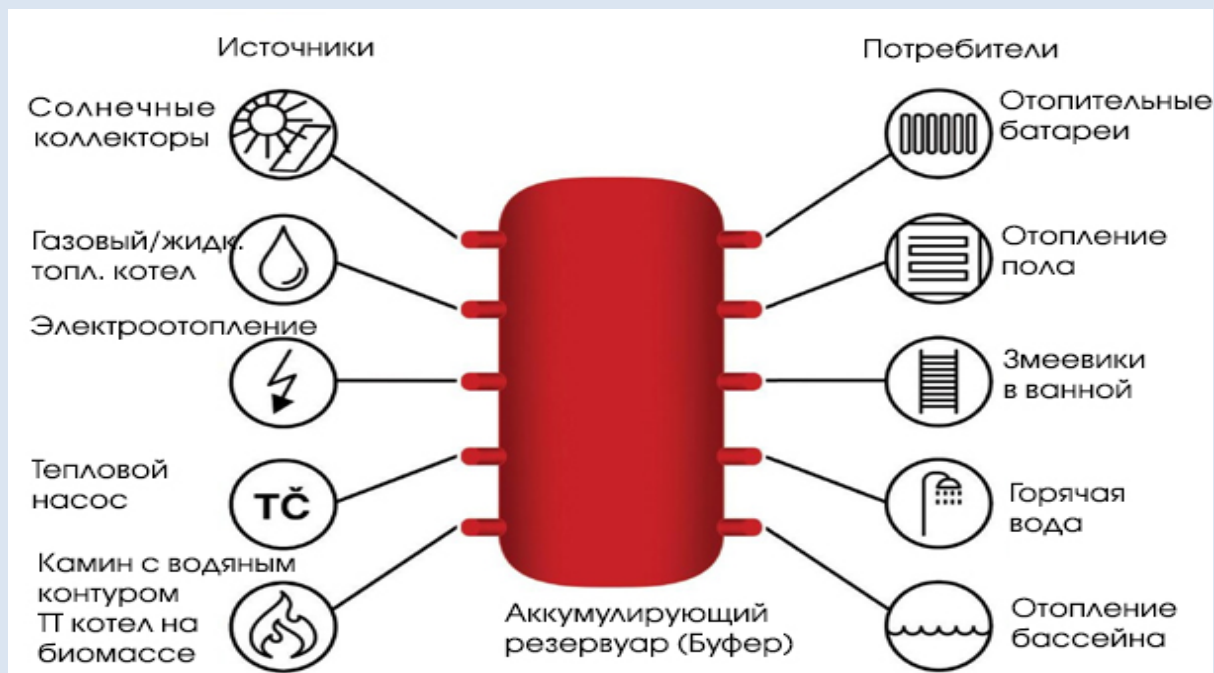 Источники
Потребители
Солнечные
коллекторы
Газовый/жидк.
топл. котел
Электроотопление
Тепловой
насос
ТČ
Камин с водяным
контуром
ТТ котел на
биомассе
Аккумулирующий
резервуар (Буфер)
Отопительные
батареи
Отопление
пола
Змеевики
в ванной
Горячая
вода
Отопление
бассейна